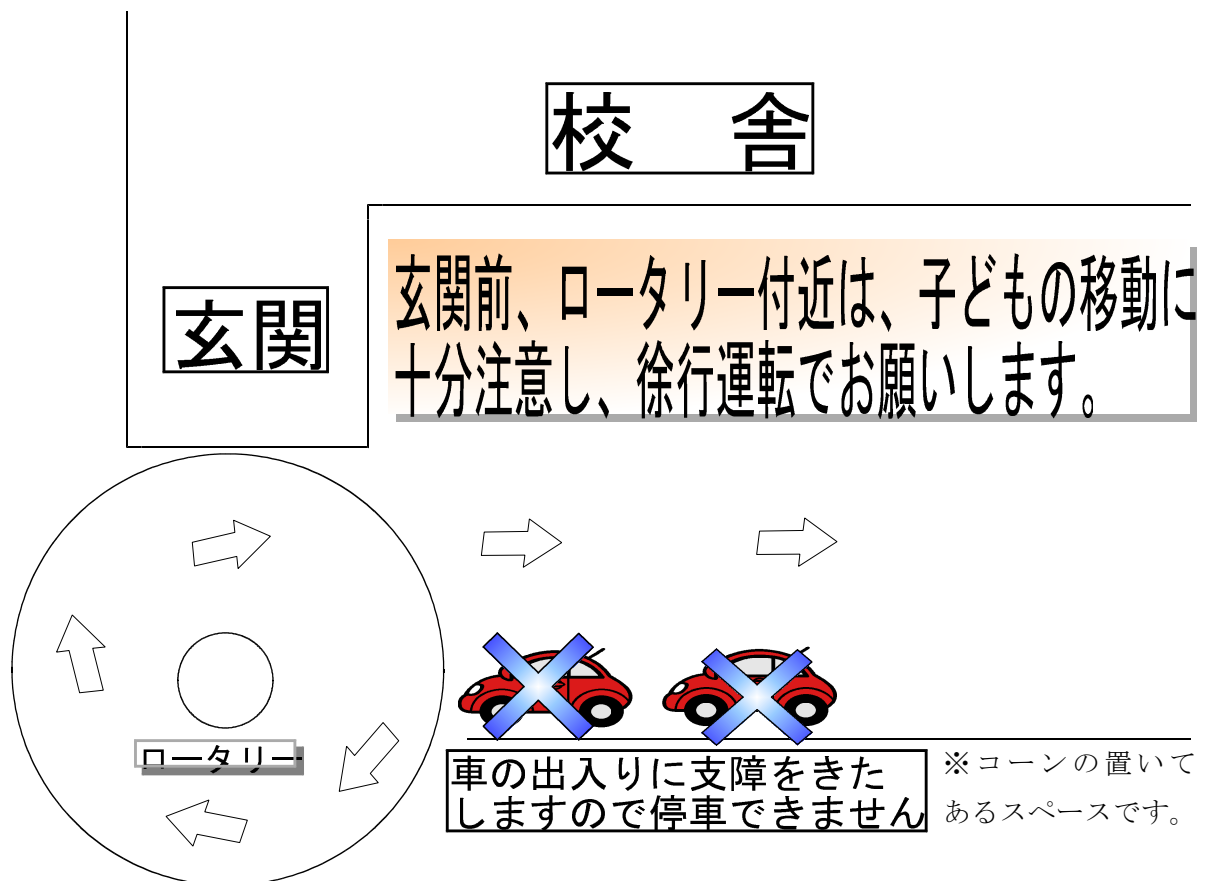 校　舎
玄関
玄関前、ロータリー付近は、子どもの移動に
十分注意し、徐行運転でお願いします。
ロータリー
車の出入りに支障をきた
しますので停車できません
※コーンの置いて
あるスペースです。